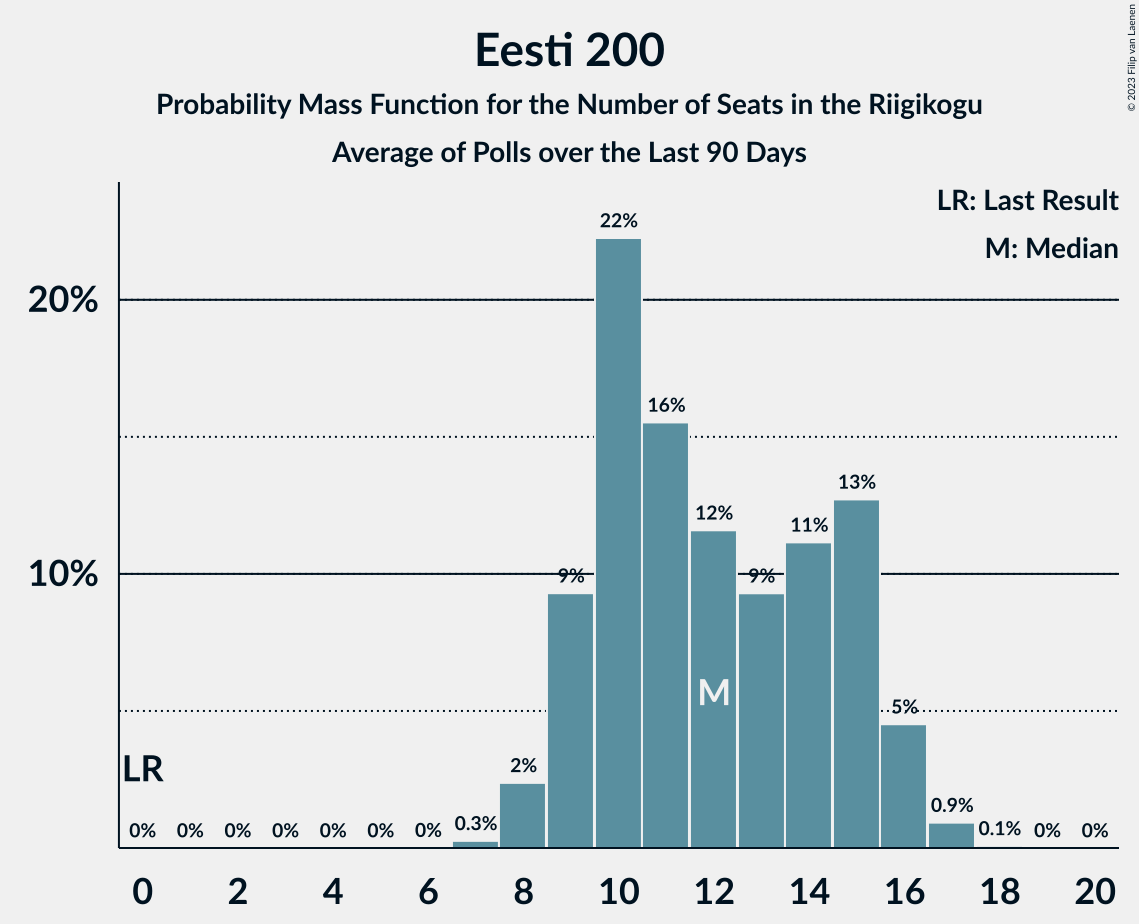 Eesti 200
Probability Mass Function for the Number of Seats in the Riigikogu
Average of Polls over the Last 90 Days
© 2023 Filip van Laenen
LR: Last Result
M: Median
20%
10%
22%
16%
13%
12%
11%
9%
9%
M
5%
LR
2%
0% 0% 0% 0% 0% 0% 0% 0.3% 0.9% 0.1% 0% 0%
0 2 4 6 8 10 12 14 16 18 20